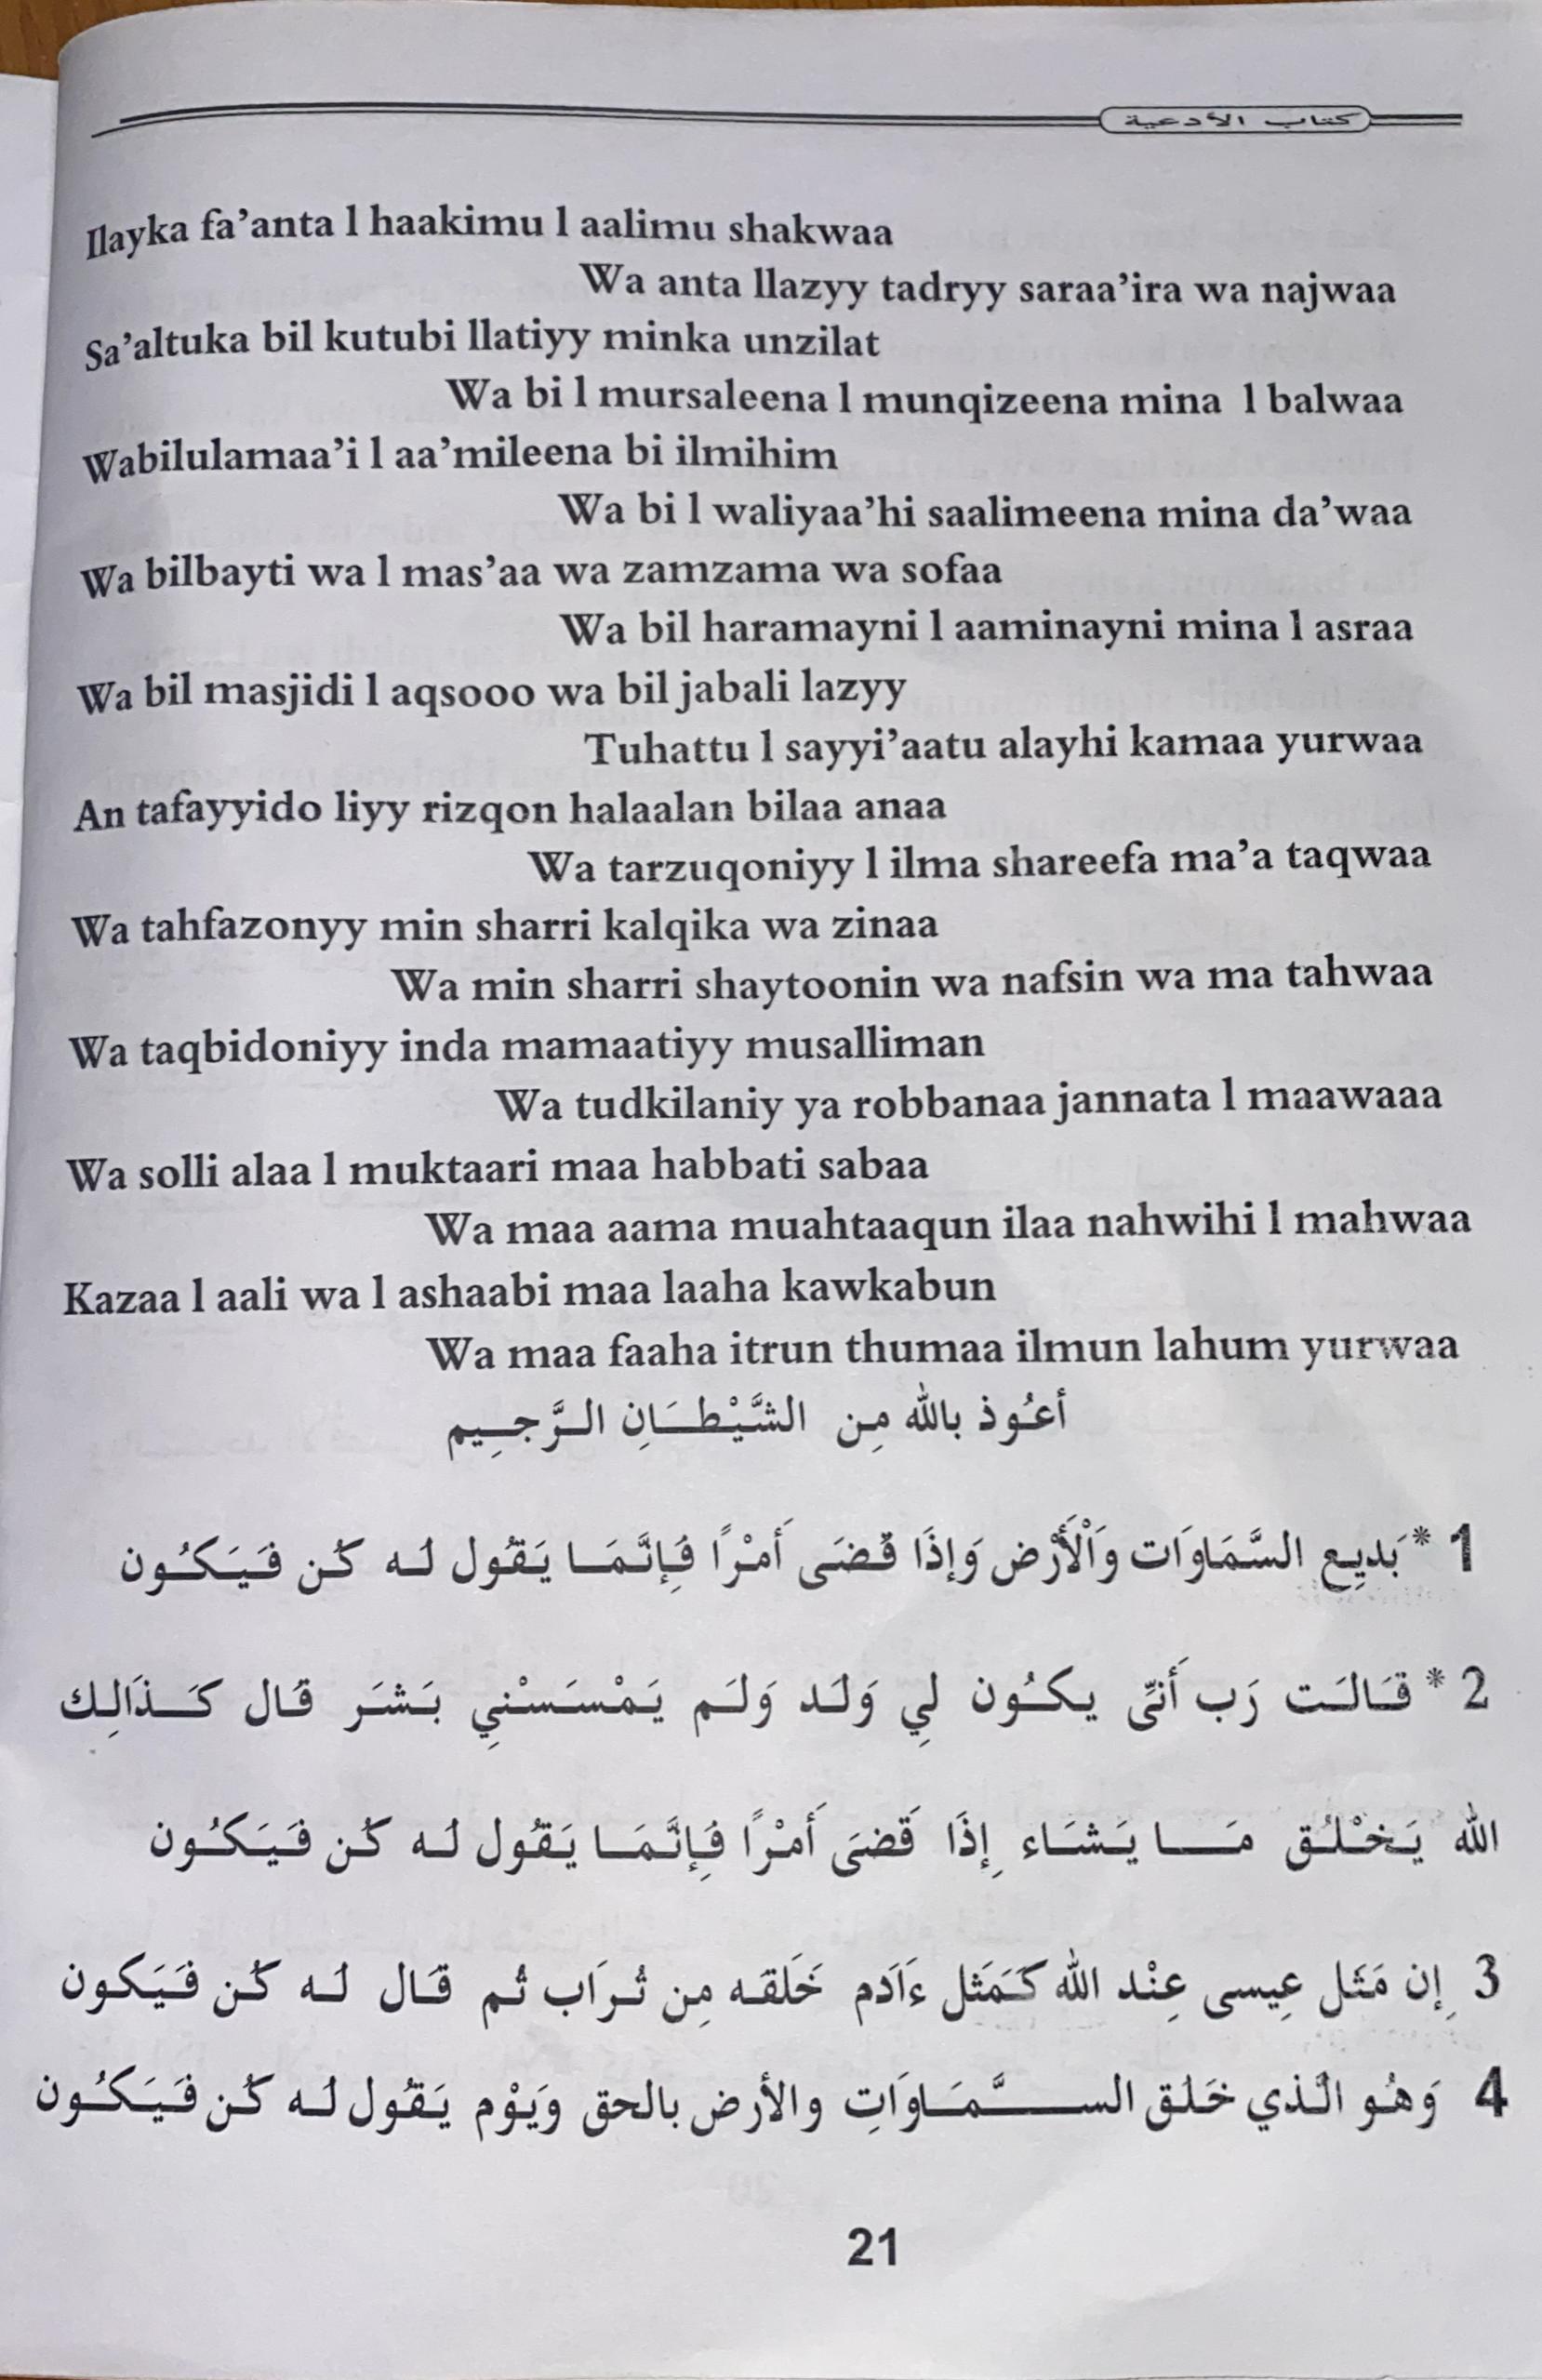 كتاب الأدعية
Ilayka fa'anta l haakimu l aalimu shakwaa
Wa anta llazyy tadryy saraa'ira wa najwaa
Sa'altuka bil kutubi llatiyy minka unzilat
Wa bi l mursaleena l munqizeena mina l balwaa
Wabilulamaa'i l aa'mileena bi ilmihim
Wa bi l waliyaa'hi saalimeena mina da'waa
Wa bilbayti wa l mas'aa wa zamzama wa sofaa
Wa bil haramayni l aaminayni mina l asraa
Wa bil masjidi l aqsooo wa bil jabali lazyy
Tuhattu l sayyi'aatu alayhi kamaa yurwaa
An tafayyido liyy rizqon halaalan bilaa anaa
Wa tarzuqoniyy l ilma shareefa ma'a taqwaa
Wa tahfazonyy min sharri kalqika wa zinaa
Wa min sharri shaytoonin wa nafsin wa ma tahwaa
Wa taqbidoniyy inda mamaatiyy musalliman
Wa tudkilaniy ya robbanaa jannata l maawaaa
Wa solli alaa l muktaari maa habbati sabaa
Wa maa aama muahtaaqun ilaa nahwihi l mahwaa
Kazaa l aali wa l ashaabi maa laaha kawkabun
Wa maa faaha itrun thumaa ilmun lahum yurwaa
أعُوذ بالله مِن الشَّيْطَانِ الرَّجِيم
1 * بَدِيع السَّمَاوَات وَالْأَرْض وَإِذَا قَضَى أَمْرًا فَإِنَّمَا يَقُول لَه كُن فَيَكُون
2 * قَالَت رَب أَنَّى يكُون لِي وَلَد وَلَم يَمْسَسْنِي بَشَر قَال كَذَالِك
الله يَخْلُق مَا يَشَاء إِذَا قَضَى أَمْرًا فَإِنَّمَا يَقُول لَه كُن فَيَكُون
3 إِن مَثَل عِيسى عِنْد الله كَمَثَل ءَادَم خَلَقه مِن تُرَاب ثُم قَال لَه كُن فَيَكون
4 وَهُو الَّذي خَلَق السَّمَاوَاتِ والأرض بالحق وَيَوْم يَقُول لَه كُن فَيَكُون
21